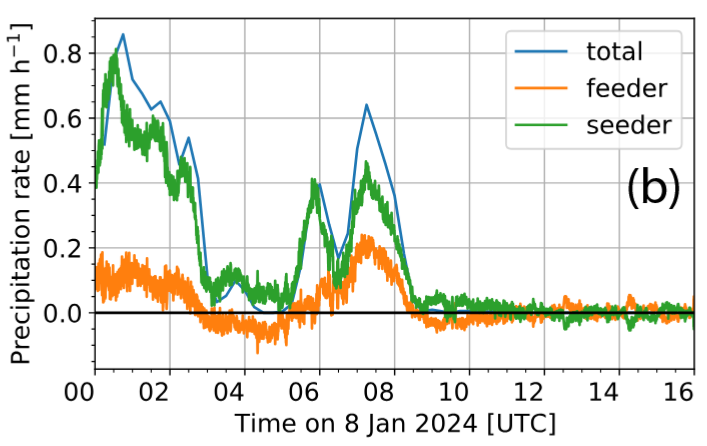 Precipitation rate [mm h⁻¹]
0.8
0.6
0.4
0.2
0.0
total
feeder
seeder
(b)
00 02 04 06 08 10 12 14 16
Time on 8 Jan 2024 [UTC]